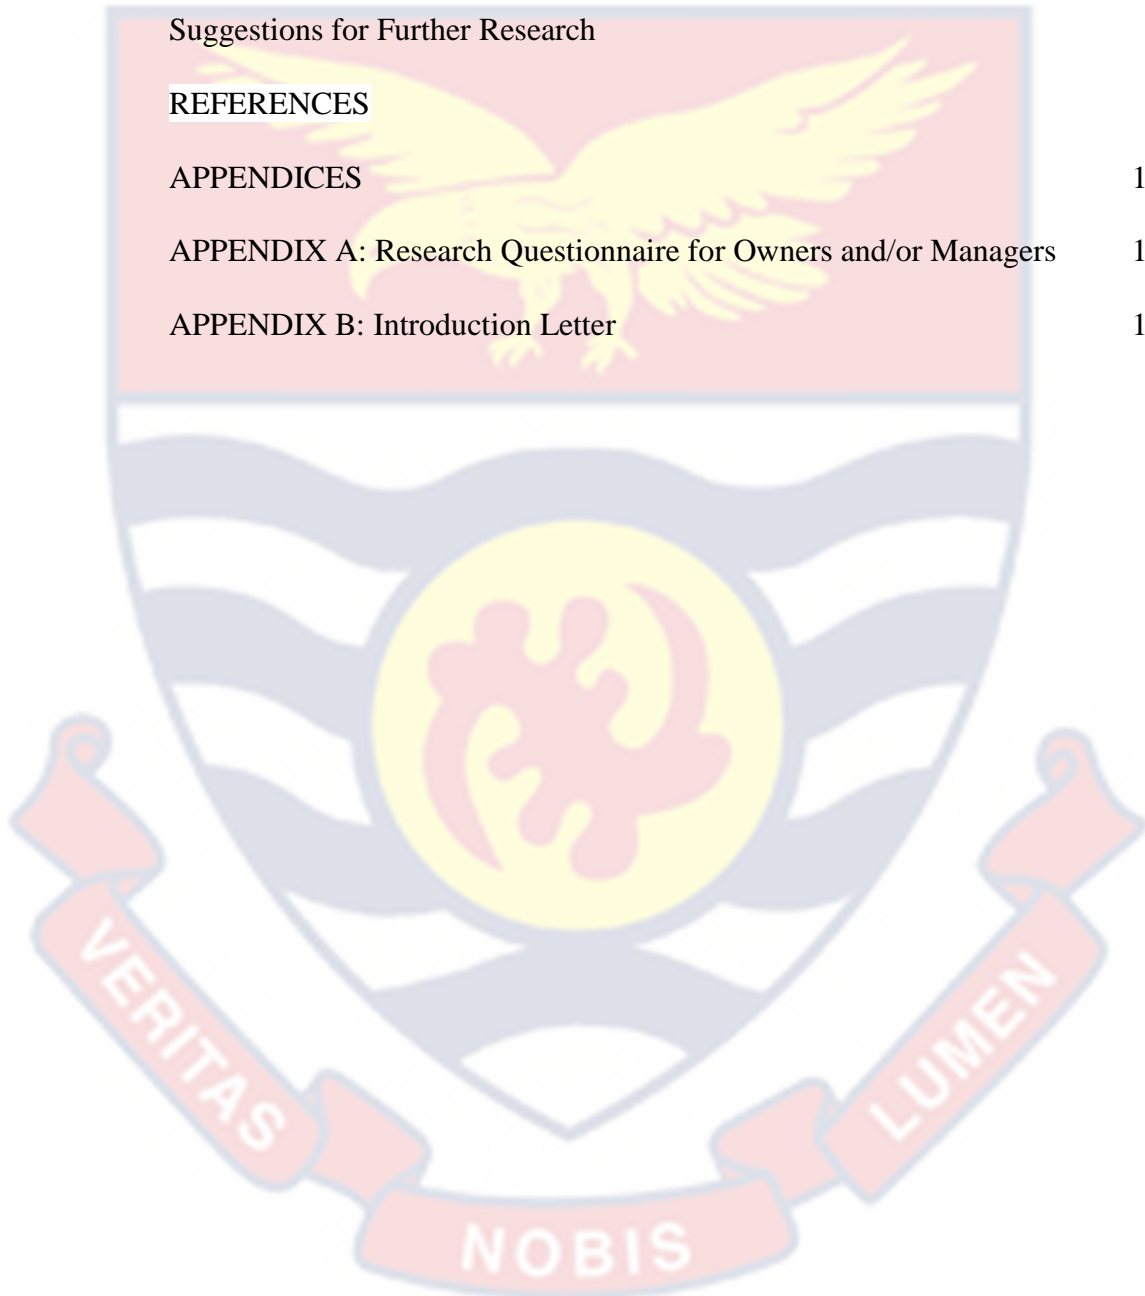 Suggestions for Further Research
REFERENCES
APPENDICES 1
APPENDIX A: Research Questionnaire for Owners and/or Managers 1
APPENDIX B: Introduction Letter 1
VERITAS
NOBIS
LUMEN